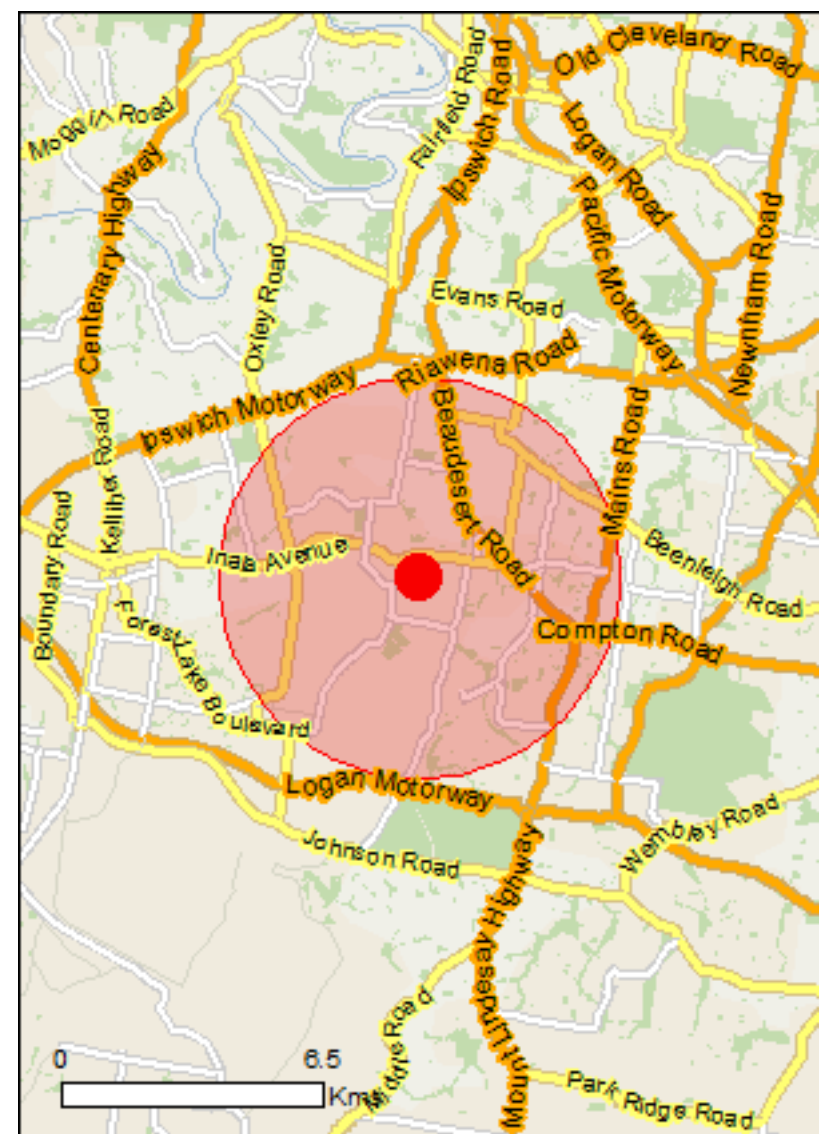 Old Cleveland Road
Fairfield Road
Ipswich Road
Moggill Road
Logan Road
Centenary Highway
Pacific Motorway
Newnham Road
Oxley Road
Evans Road
Riawena Road
Ipswich Motorway
Beaudesert Road
Mains Road
Kelliher Road
Boundary Road
Inala Avenue
Beenleigh Road
Forest Lake Boulevard
Compton Road
Logan Motorway
Johnson Road
Wembley Road
Mount Lindesay Highway
Middle Road
Park Ridge Road
0
6.5
Kms